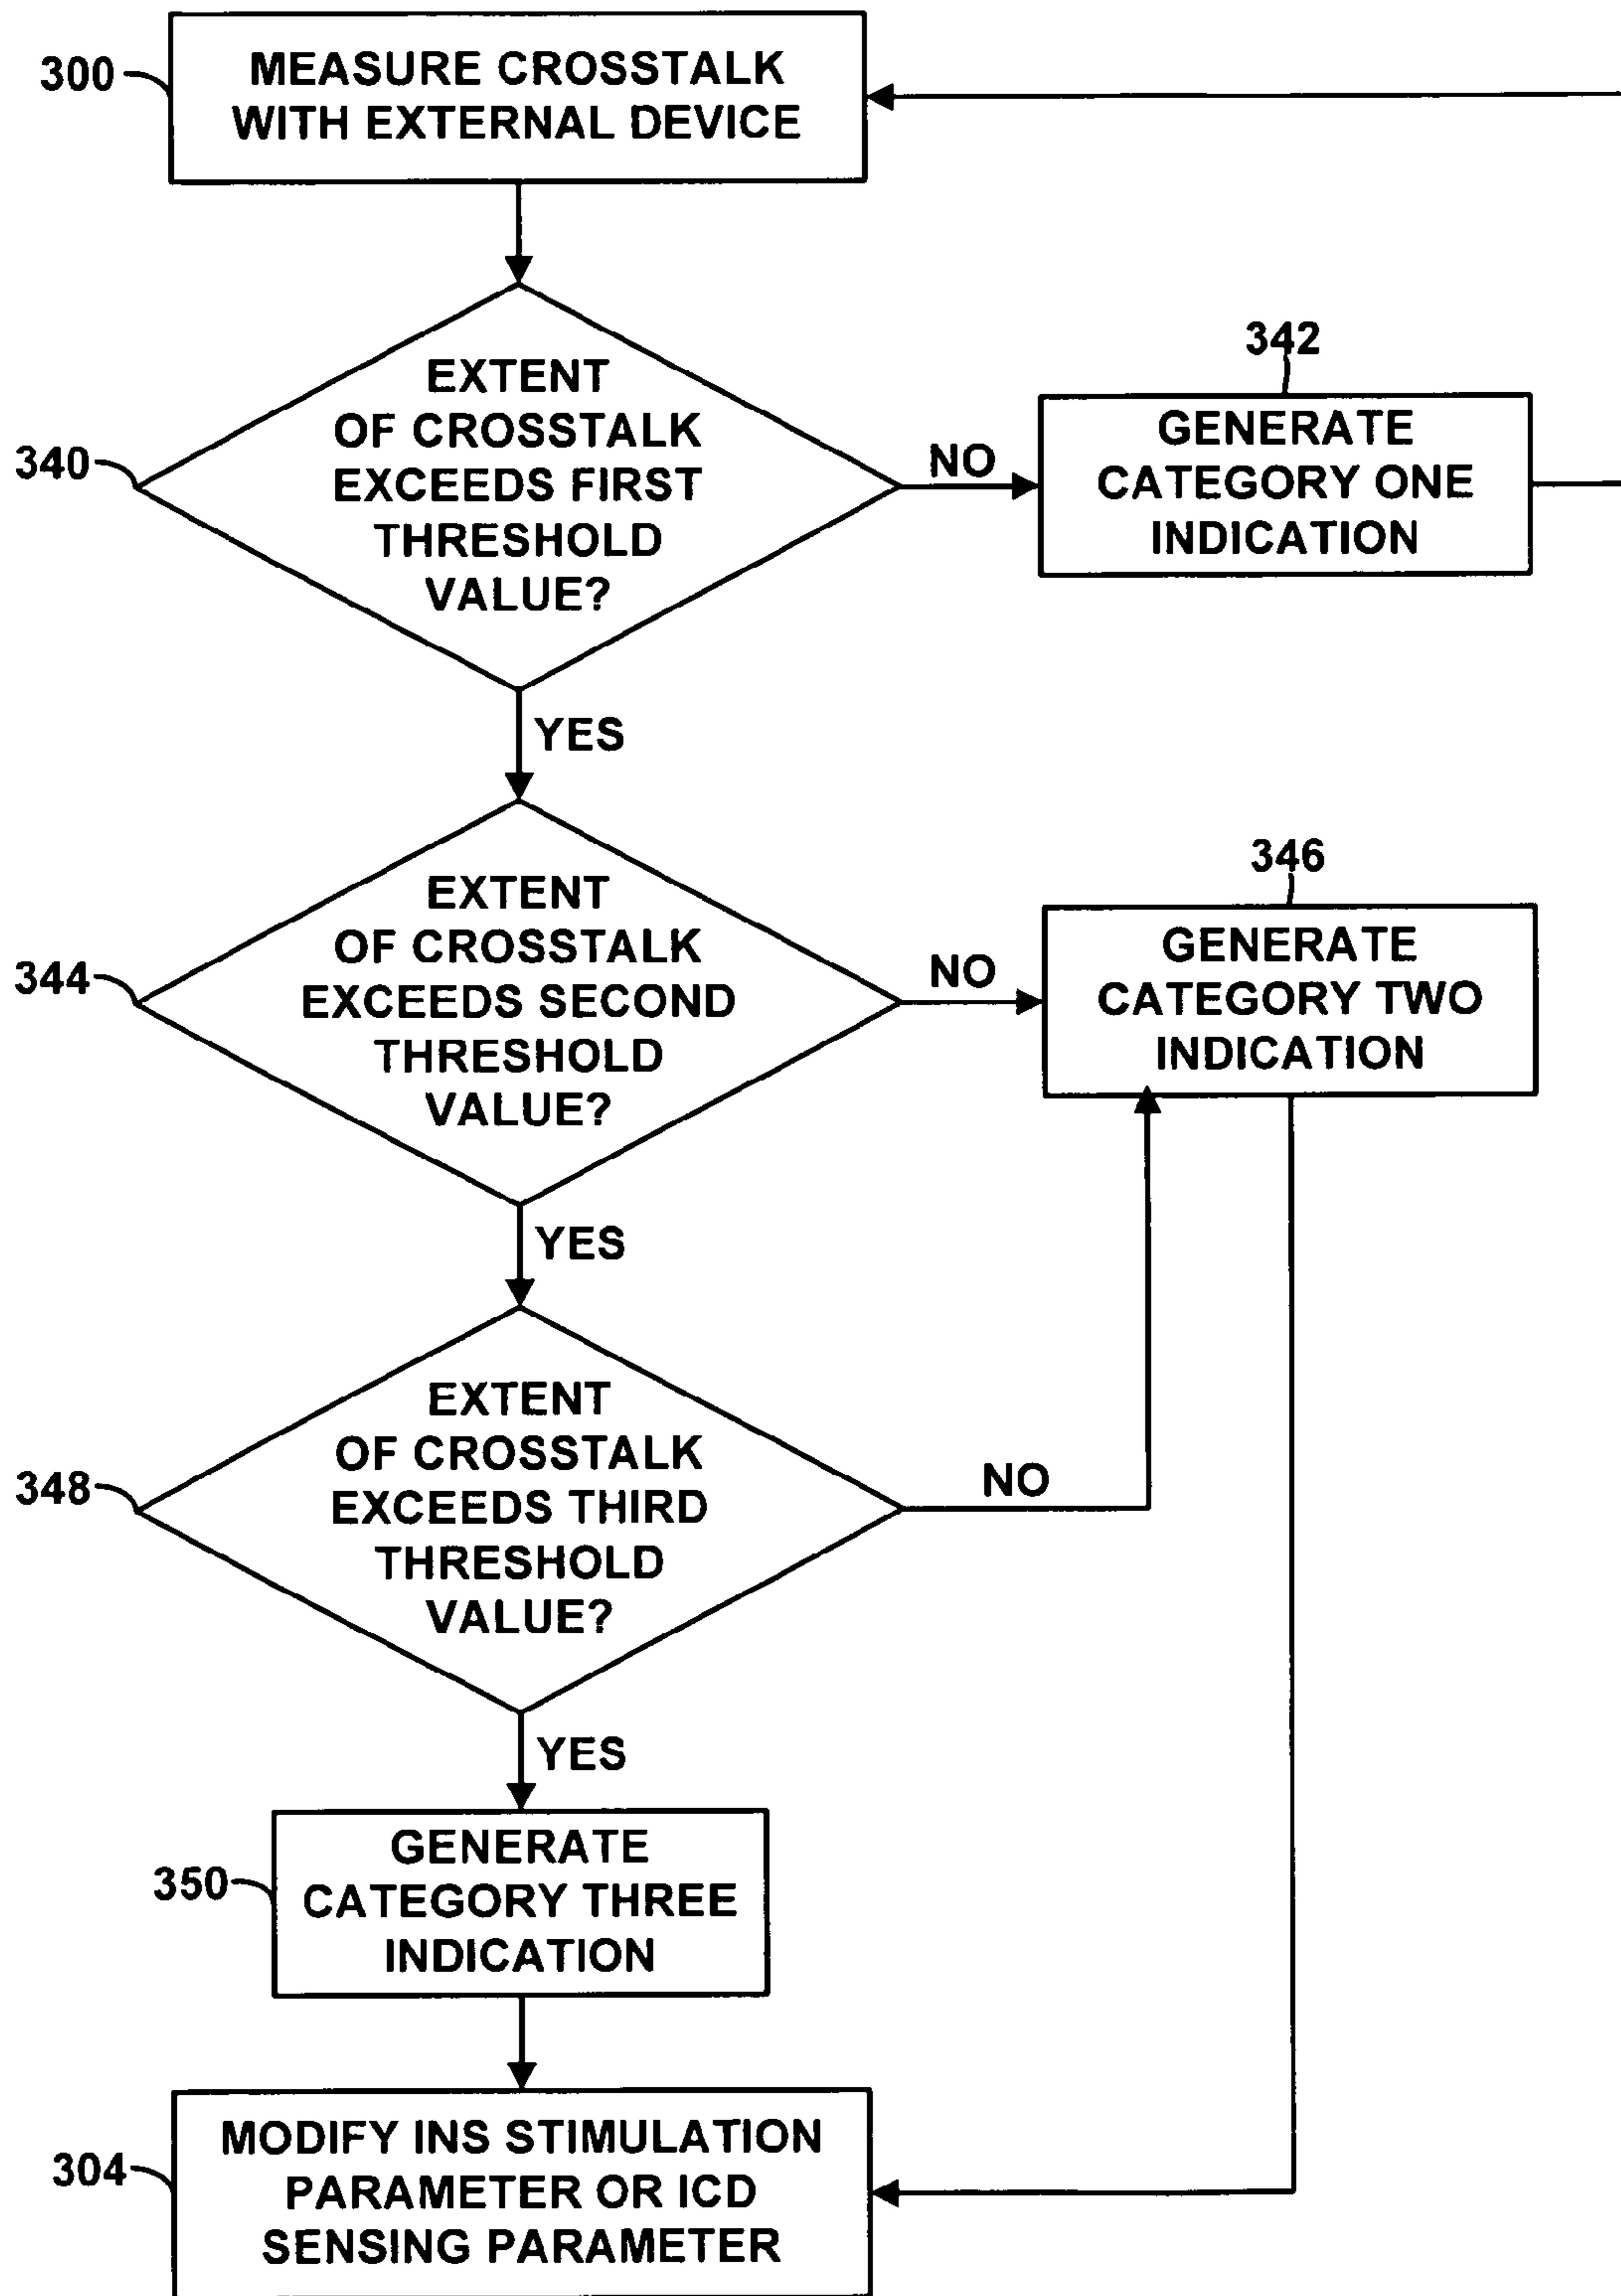 300
MEASURE CROSSTALK
WITH EXTERNAL DEVICE
340
EXTENT
OF CROSSTALK
EXCEEDS FIRST
THRESHOLD
VALUE?
NO
342
GENERATE
CATEGORY ONE
INDICATION
YES
344
EXTENT
OF CROSSTALK
EXCEEDS SECOND
THRESHOLD
VALUE?
NO
346
GENERATE
CATEGORY TWO
INDICATION
YES
348
EXTENT
OF CROSSTALK
EXCEEDS THIRD
THRESHOLD
VALUE?
NO
YES
350
GENERATE
CATEGORY THREE
INDICATION
304
MODIFY INS STIMULATION
PARAMETER OR ICD
SENSING PARAMETER